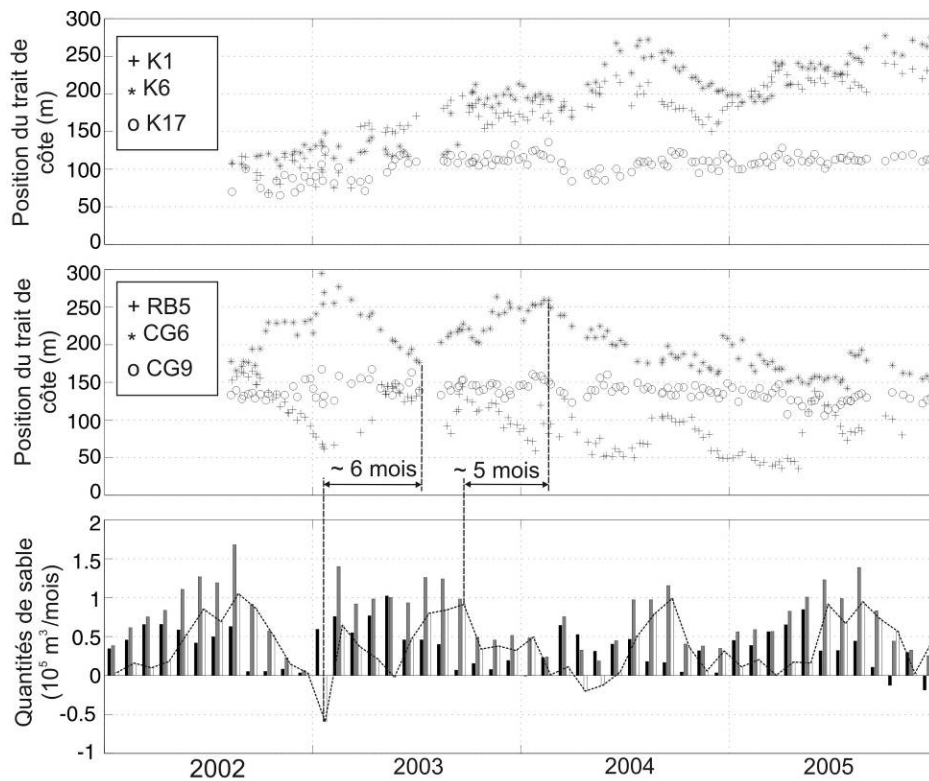 Position du trait de
côte (m)
300
250
200
150
100
50
0
+ K1
* K6
o K17
Position du trait de
côte (m)
300
250
200
150
100
50
0
+ RB5
* CG6
o CG9
~ 6 mois
~ 5 mois
Quantités de sable
(10⁵ m³/mois)
2
1.5
1
0.5
0
-0.5
-1
2002
2003
2004
2005